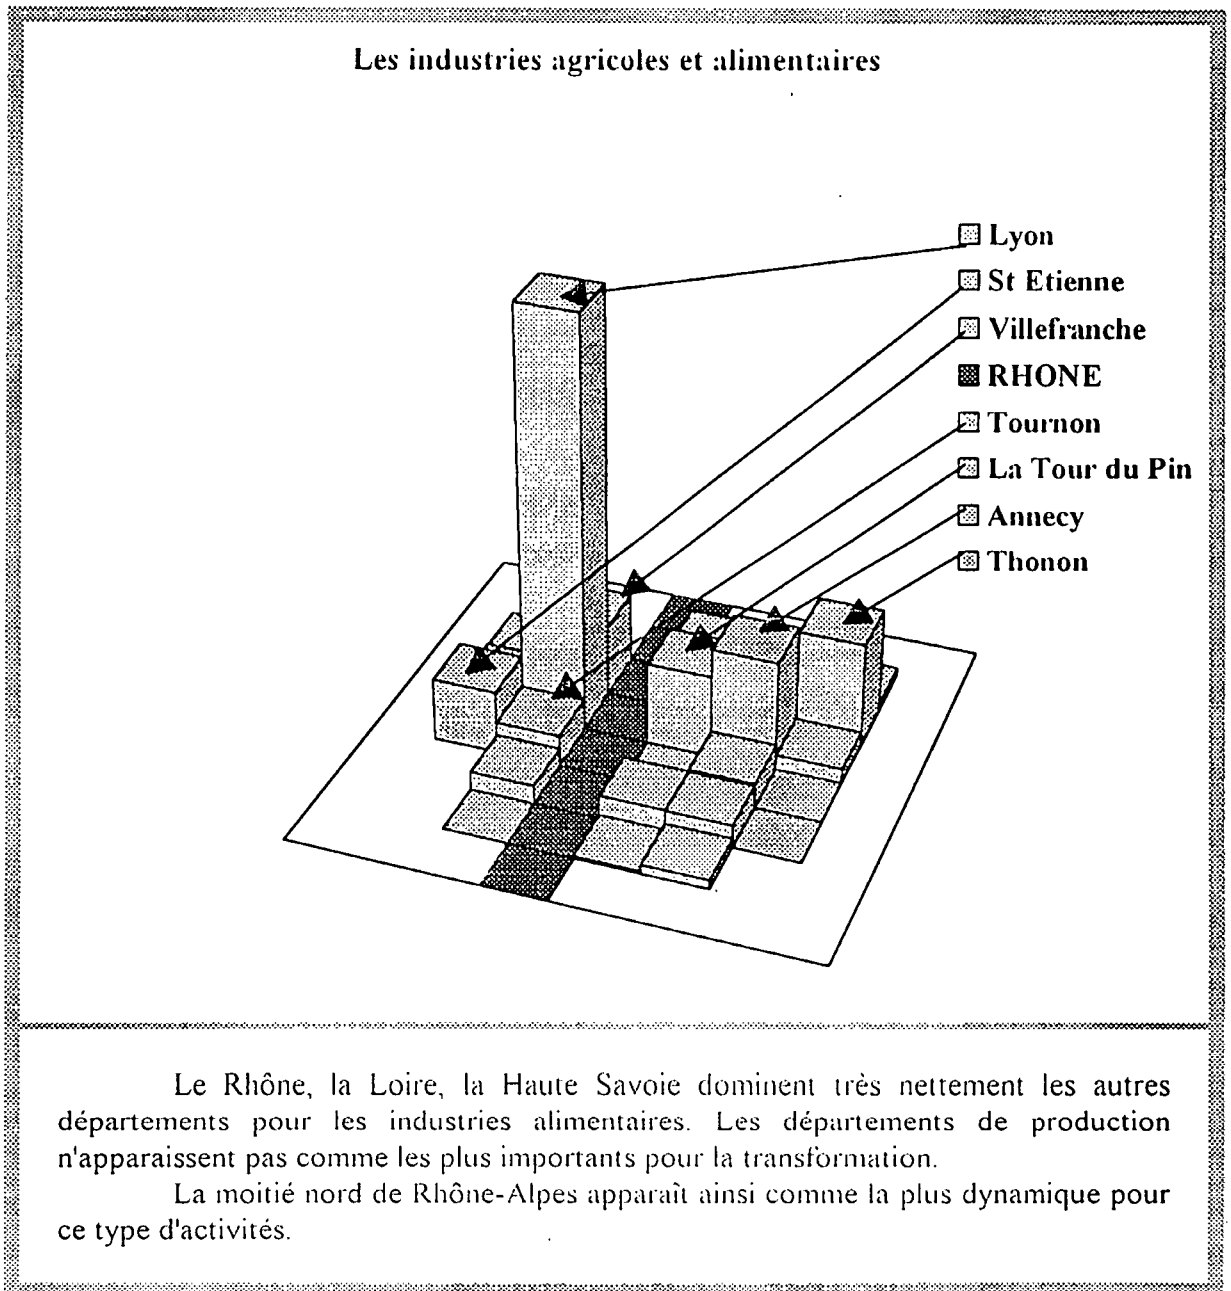 Les industries agricoles et alimentaires
Lyon
St Etienne
Villefranche
RHONE
Tournon
La Tour du Pin
Annecy
Thonon
Le Rhône, la Loire, la Haute Savoie dominent très nettement les autres
départements pour les industries alimentaires. Les départements de production
n'apparaissent pas comme les plus importants pour la transformation.
La moitié nord de Rhône-Alpes apparaît ainsi comme la plus dynamique pour
ce type d'activités.